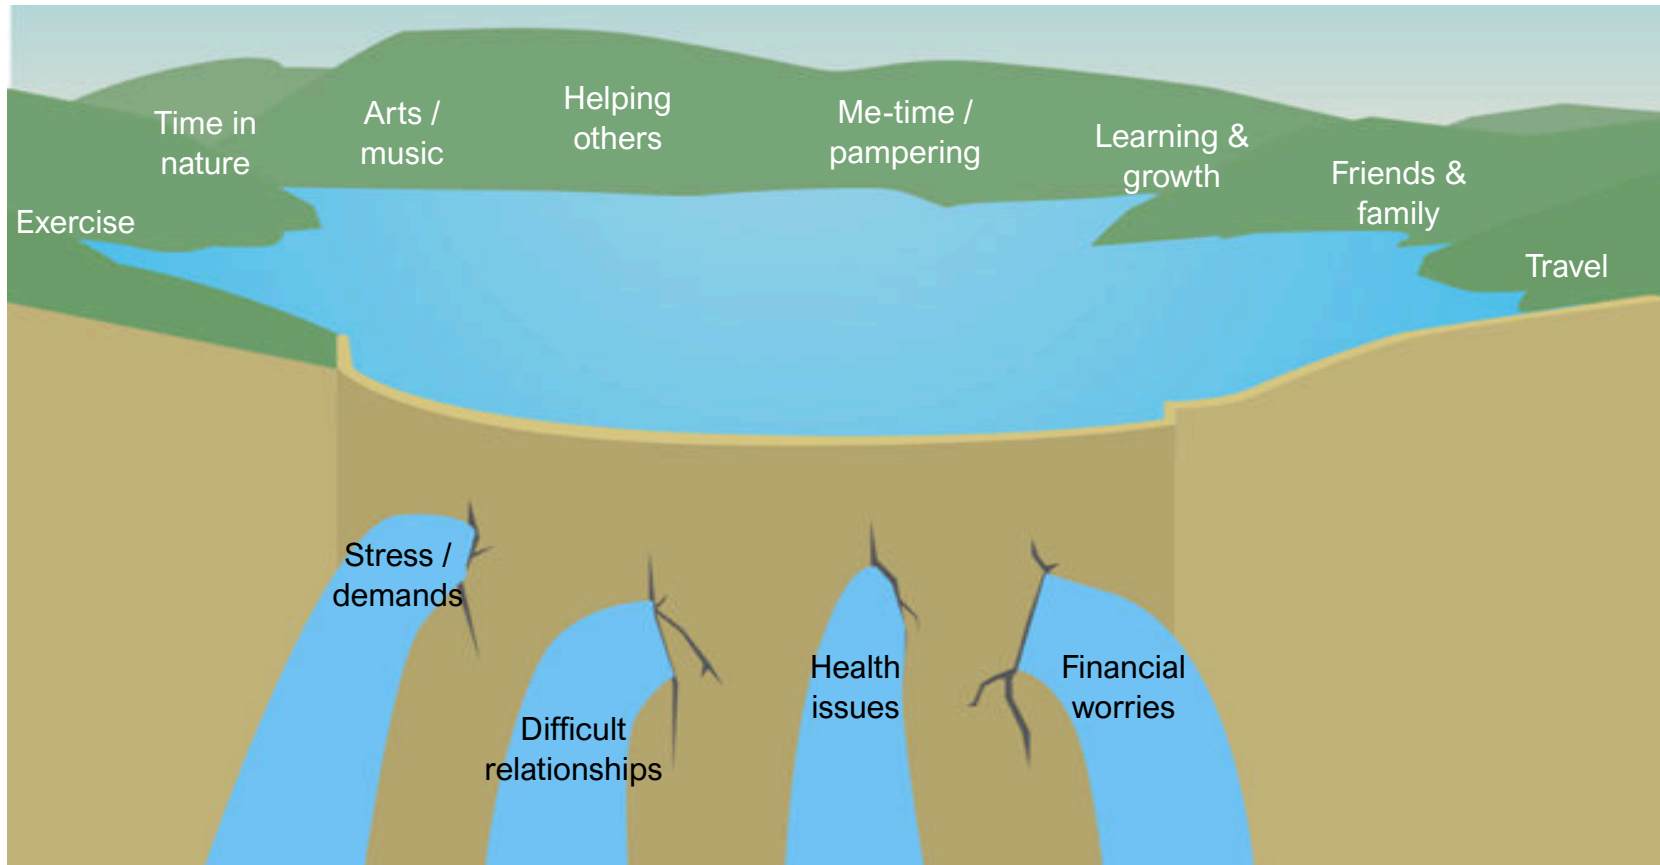 Time in
nature
Arts /
music
Helping
others
Me-time /
pampering
Learning &
growth
Friends &
family
Exercise
Travel
Stress /
demands
Difficult
relationships
Health
issues
Financial
worries